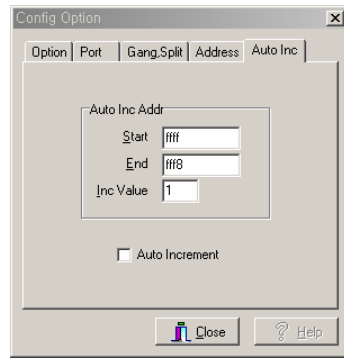 Config Option
Option Port Gang,Split Address Auto Inc
Auto Inc Addr
Start ffff
End fff8
Inc Value 1
Auto Increment
Close ? Help